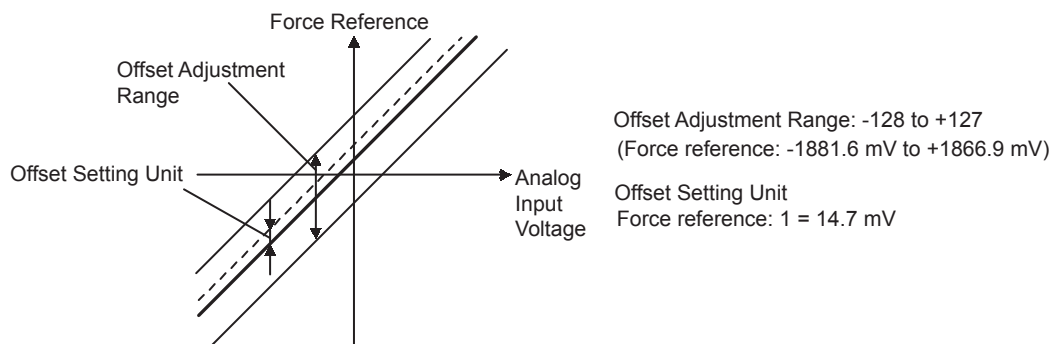 Force Reference
Offset Adjustment
Range
Offset Setting Unit
Analog
Input
Voltage
Offset Adjustment Range: -128 to +127
(Force reference: -1881.6 mV to +1866.9 mV)
Offset Setting Unit
Force reference: 1 = 14.7 mV